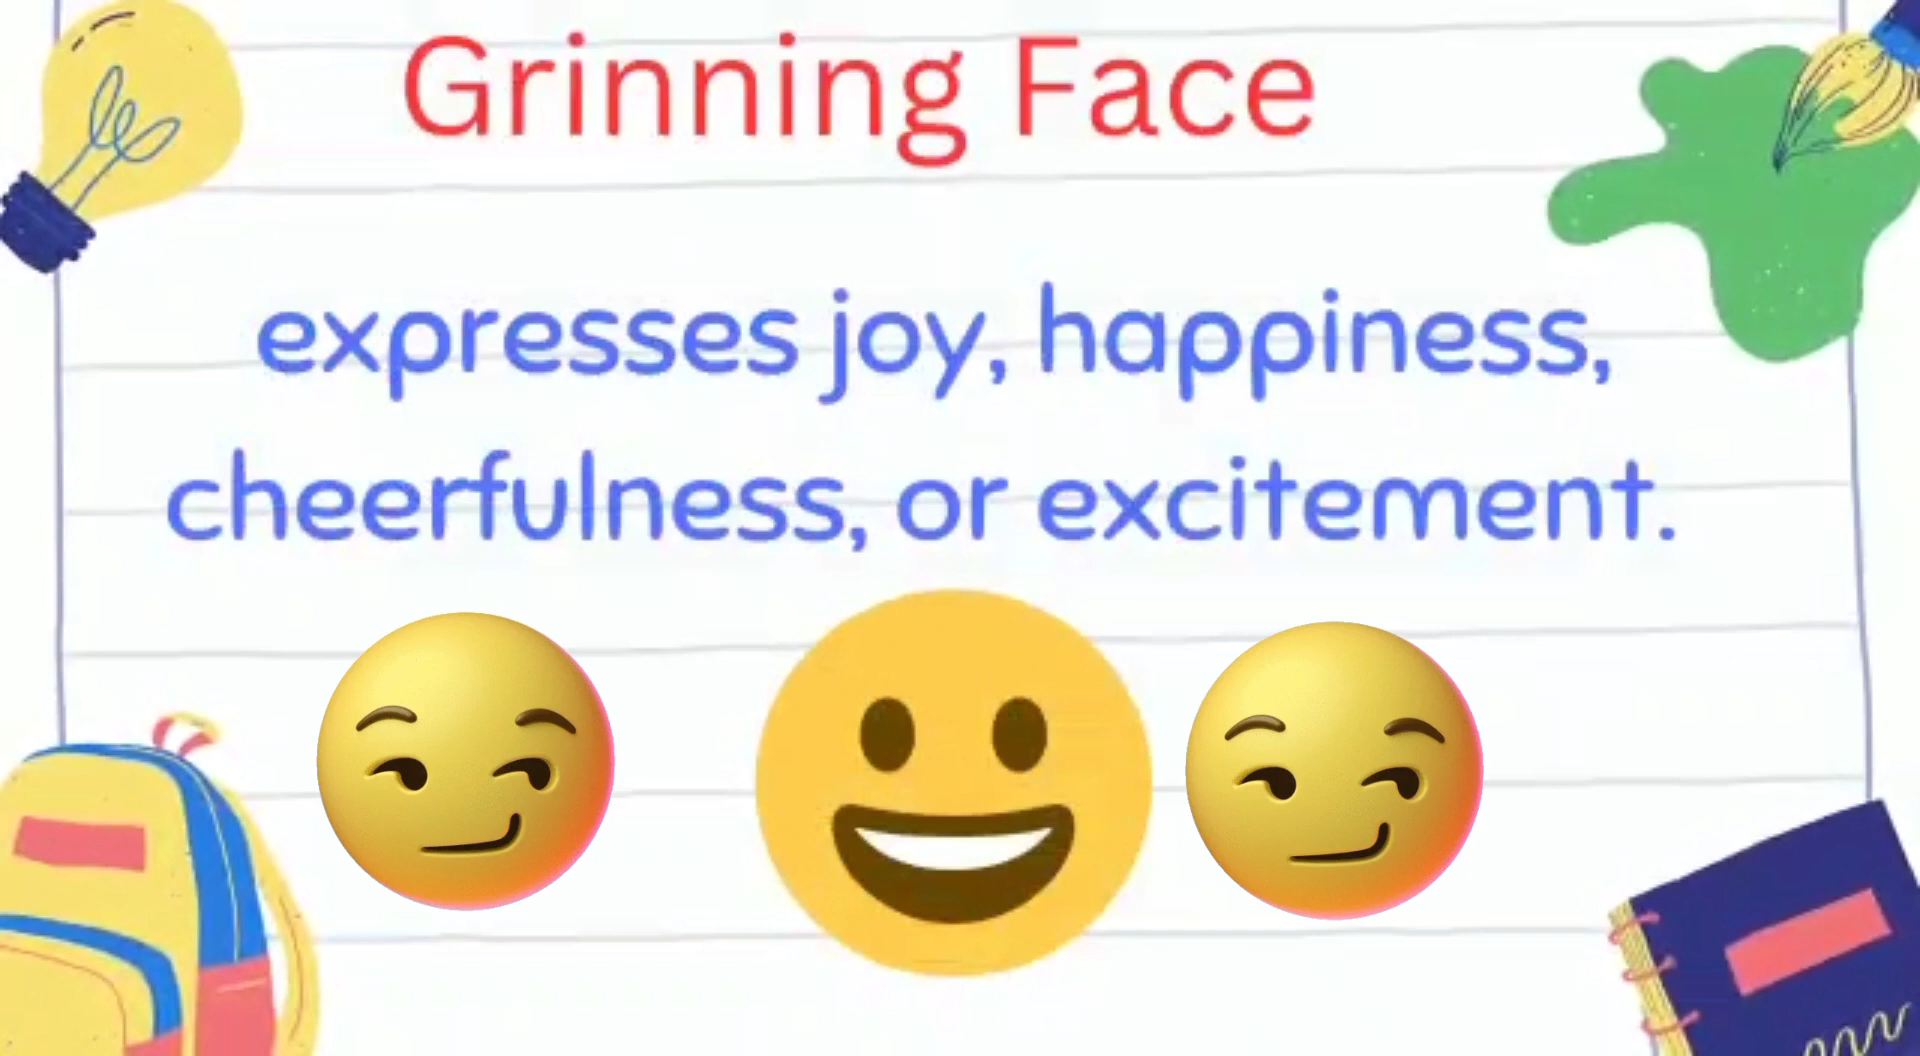 Grinning Face
expresses joy, happiness,
cheerfulness, or excitement.